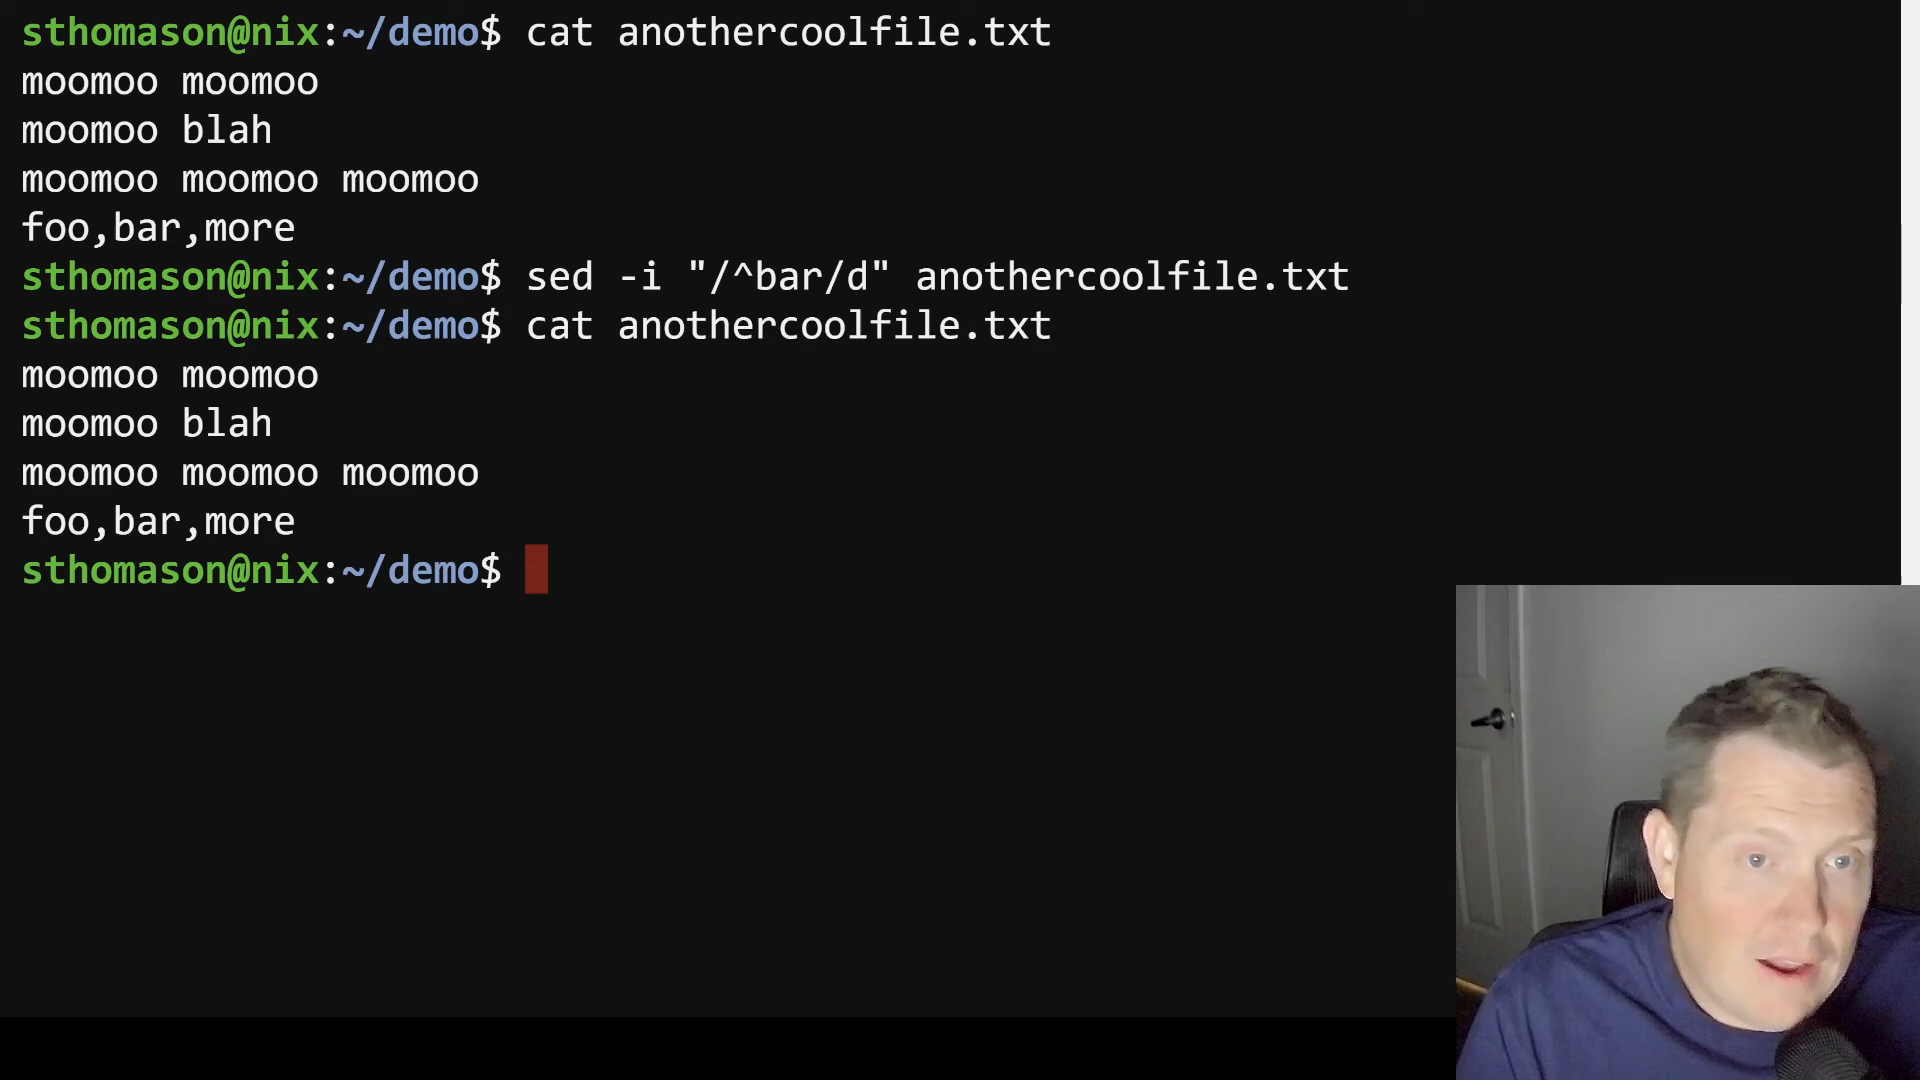 sthomason@nix:~/demo$ cat anothercoolfile.txt
moomoo moomoo
moomoo blah
moomoo moomoo moomoo
foo,bar,more
sthomason@nix:~/demo$ sed -i "/^bar/d" anothercoolfile.txt
sthomason@nix:~/demo$ cat anothercoolfile.txt
moomoo moomoo
moomoo blah
moomoo moomoo moomoo
foo,bar,more
sthomason@nix:~/demo$